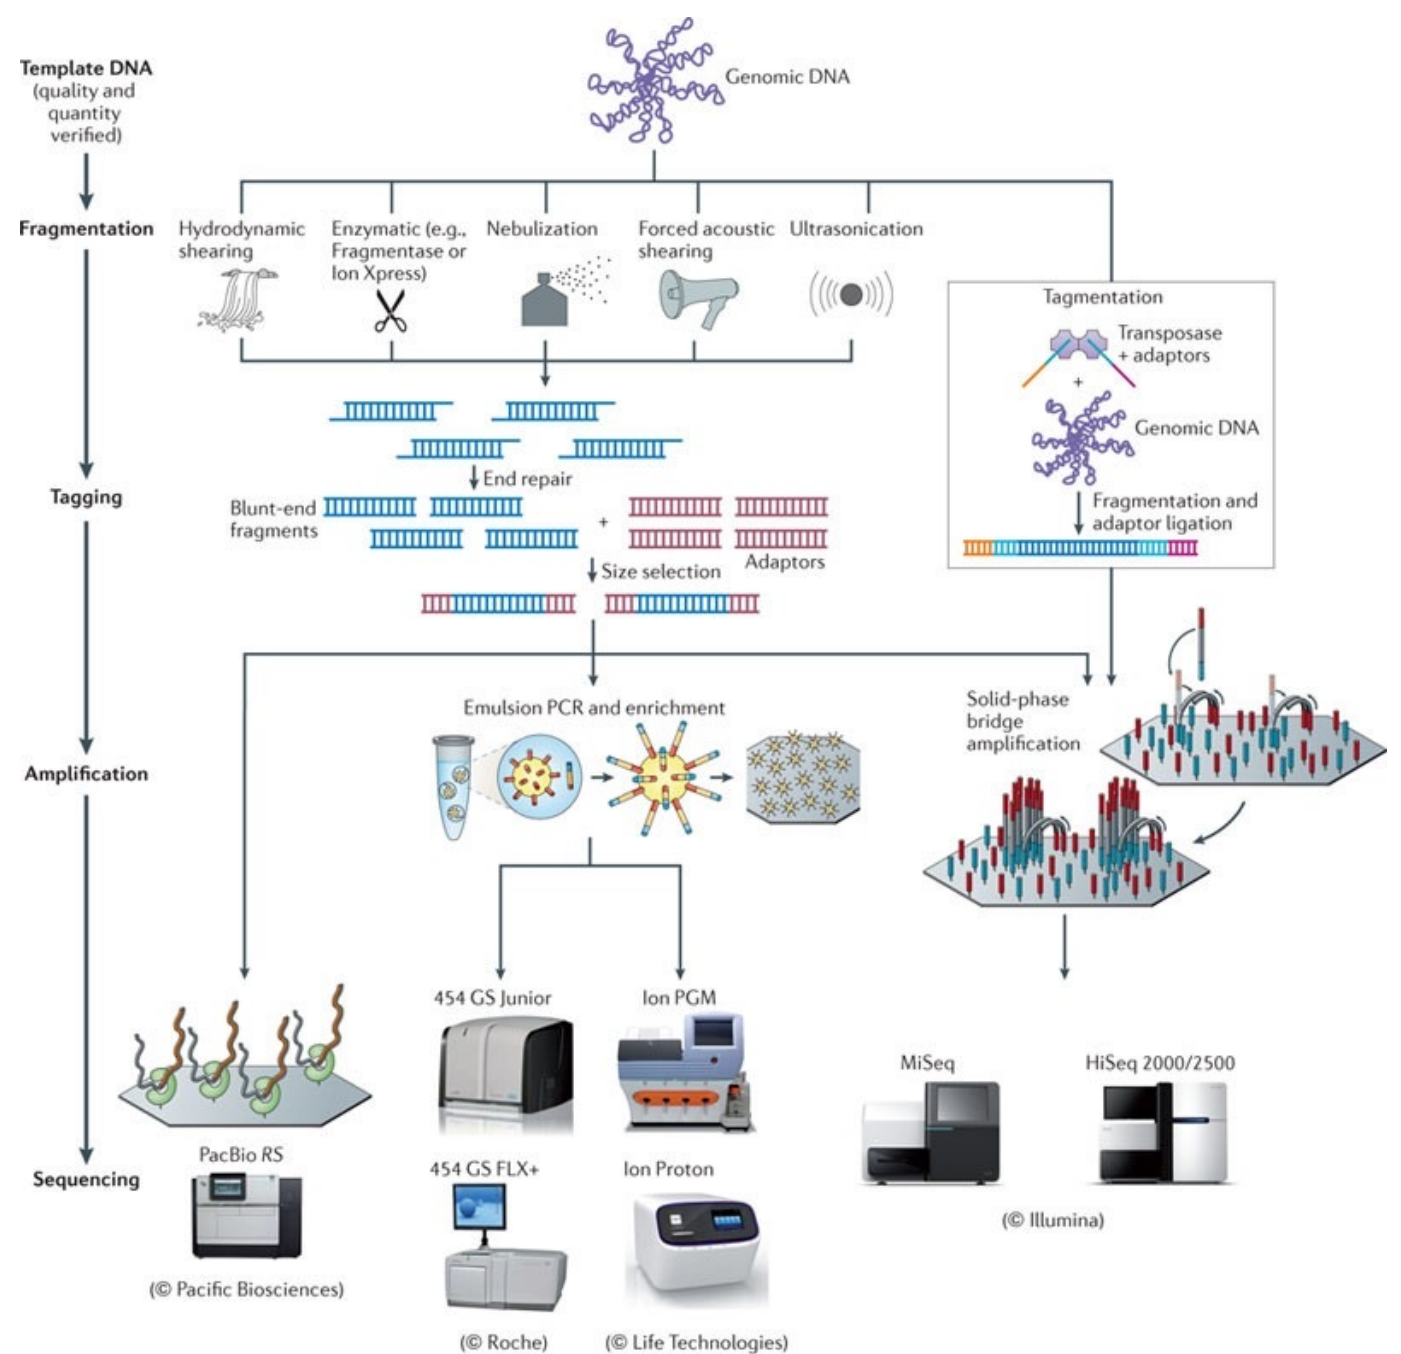 Template DNA
(quality and
quantity
verified)
Genomic DNA
Fragmentation
Hydrodynamic
shearing
Enzymatic (e.g.,
Fragmentase or
Ion Xpress)
Nebulization
Forced acoustic
shearing
Ultrasonication
Tagmentation
Transposase
+ adaptors
+
Genomic DNA
Fragmentation and
adaptor ligation
End repair
Tagging
Blunt-end
fragments
+
Adaptors
Size selection
Emulsion PCR and enrichment
Solid-phase
bridge
amplification
Amplification
454 GS Junior
Ion PGM
MiSeq
HiSeq 2000/2500
PacBio RS
Sequencing
454 GS FLX+
Ion Proton
(© Illumina)
(© Pacific Biosciences)
(© Roche)
(© Life Technologies)